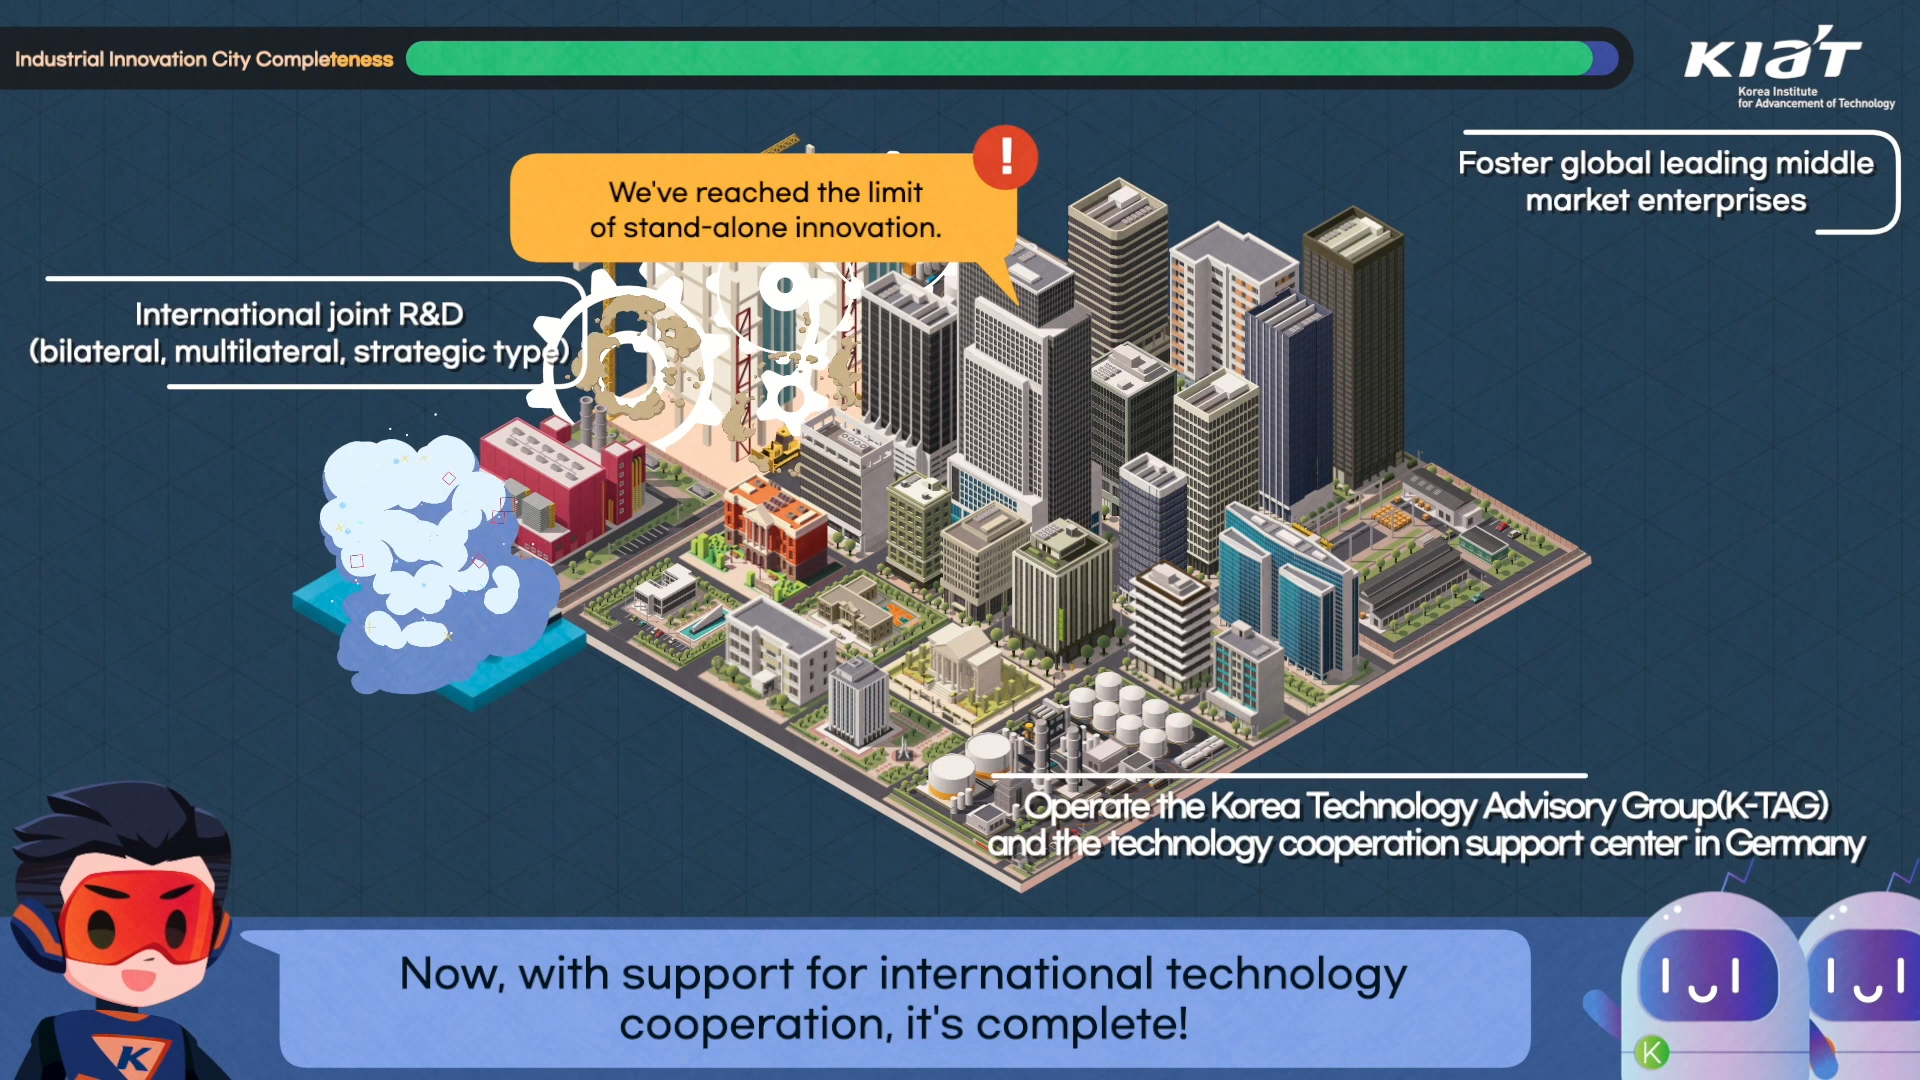 Industrial Innovation City Completeness
KIAT
Korea Institute
for Advancement of Technology
We've reached the limit
of stand-alone innovation.
!
Foster global leading middle
market enterprises
International joint R&D
(bilateral, multilateral, strategic type)
Operate the Korea Technology Advisory Group(K-TAG)
and the technology cooperation support center in Germany
Now, with support for international technology
cooperation, it's complete!
K
K